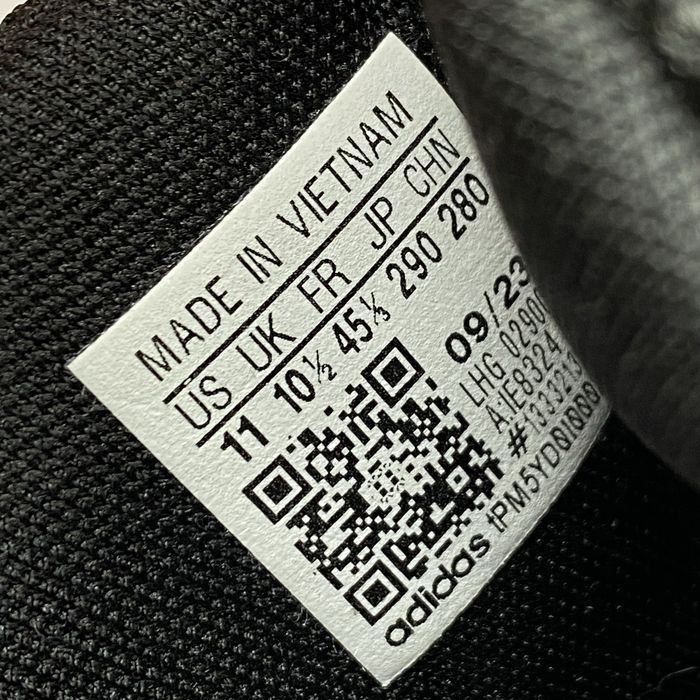 MADE IN VIETNAM
US UK FR JP CHN
11 10½ 45⅓ 290 280
09/23
LHG 0290
A:IE8324
#
adidas